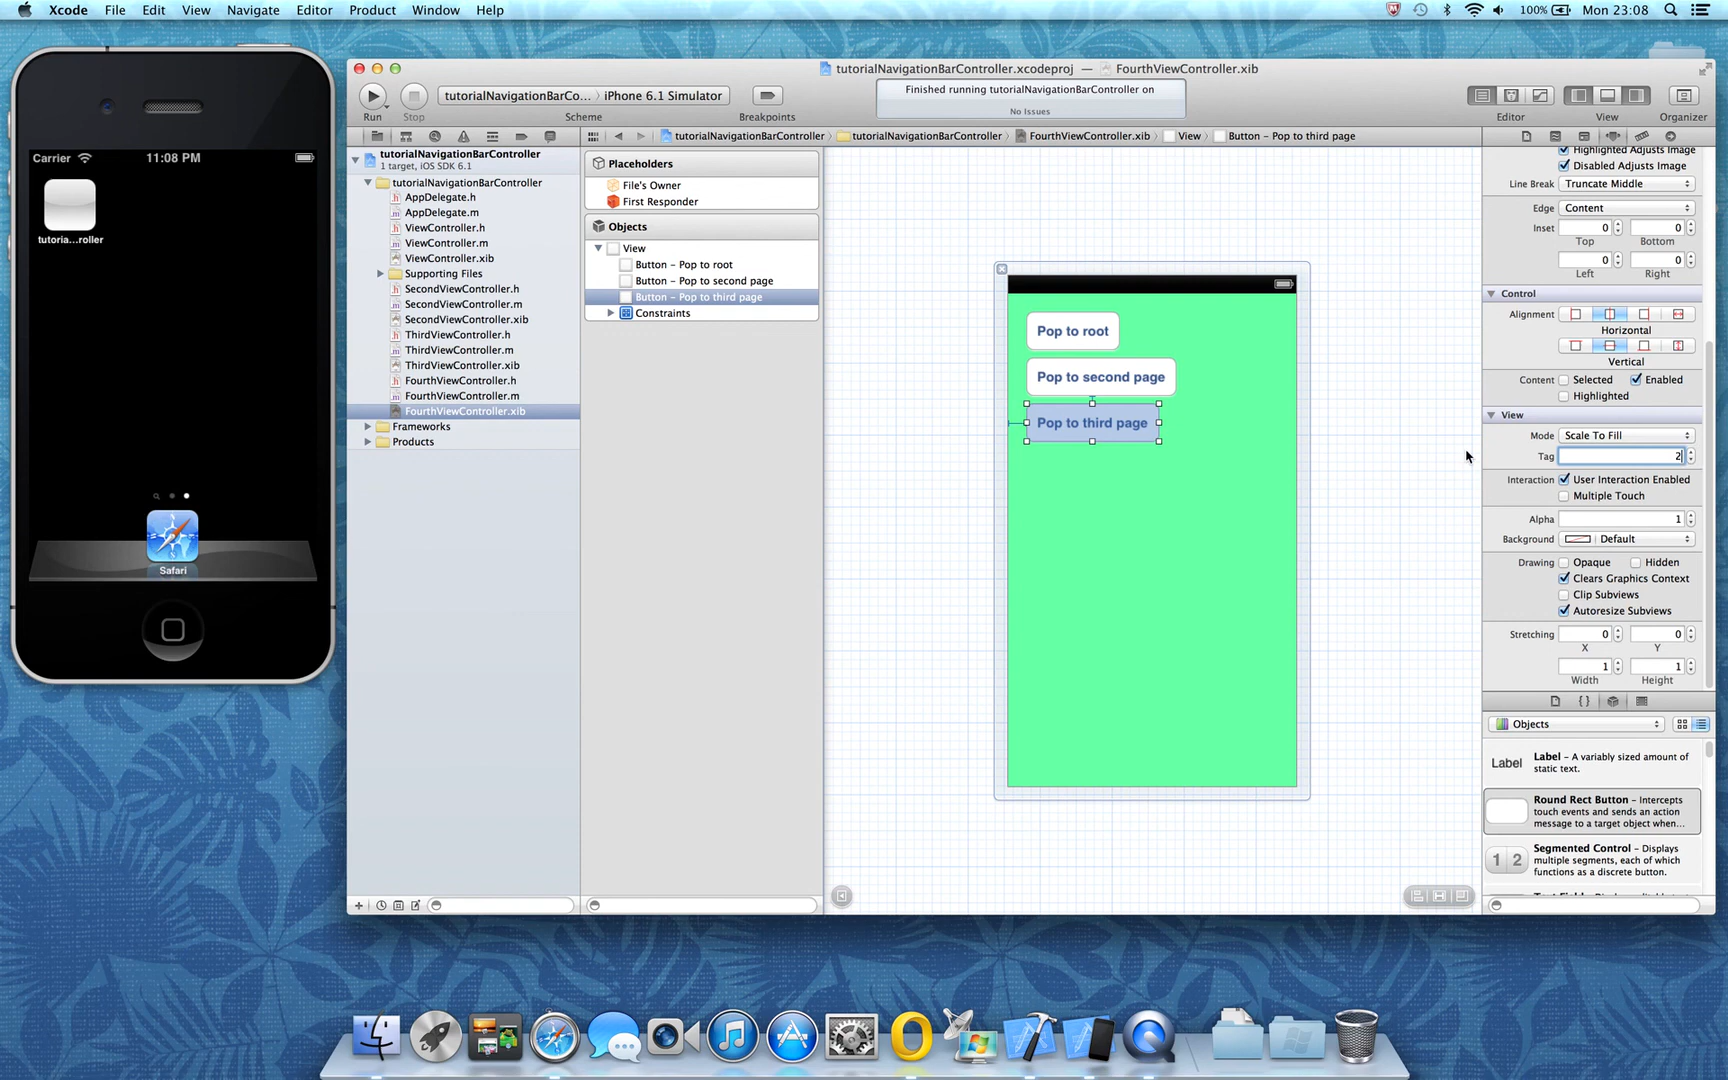 Xcode File Edit View Navigate Editor Product Window Help
100% Mon 23:08
tutorialNavigationBarController.xcodeproj — FourthViewController.xib
Run
Stop
tutorialNavigationBarCo... iPhone 6.1 Simulator
Scheme
Breakpoints
Finished running tutorialNavigationBarController on
No Issues
Editor
View
Organizer
tutorialNavigationBarController
tutorialNavigationBarController
FourthViewController.xib
View
Button – Pop to third page
Carrier
11:08 PM
tutoria...roller
Safari
tutorialNavigationBarController
1 target, iOS SDK 6.1
tutorialNavigationBarController
AppDelegate.h
AppDelegate.m
ViewController.h
ViewController.m
ViewController.xib
Supporting Files
SecondViewController.h
SecondViewController.m
SecondViewController.xib
ThirdViewController.h
ThirdViewController.m
ThirdViewController.xib
FourthViewController.h
FourthViewController.m
FourthViewController.xib
Frameworks
Products
Placeholders
File's Owner
First Responder
Objects
View
Button – Pop to root
Button – Pop to second page
Button – Pop to third page
Constraints
Pop to root
Pop to second page
Pop to third page
Highlighted Adjusts Image
Disabled Adjusts Image
Line Break Truncate Middle
Edge Content
Inset 0 0
Top Bottom
0 0
Left Right
Control
Alignment
Horizontal
Vertical
Content Selected Enabled
Highlighted
View
Mode Scale To Fill
Tag 2
Interaction User Interaction Enabled
Multiple Touch
Alpha 1
Background Default
Drawing Opaque Hidden
Clears Graphics Context
Clip Subviews
Autoresize Subviews
Stretching 0 0
X Y
1 1
Width Height
{ }
Objects
Label
Label – A variably sized amount of
static text.
Round Rect Button – Intercepts
touch events and sends an action
message to a target object when...
1 2
Segmented Control – Displays
multiple segments, each of which
functions as a discrete button.